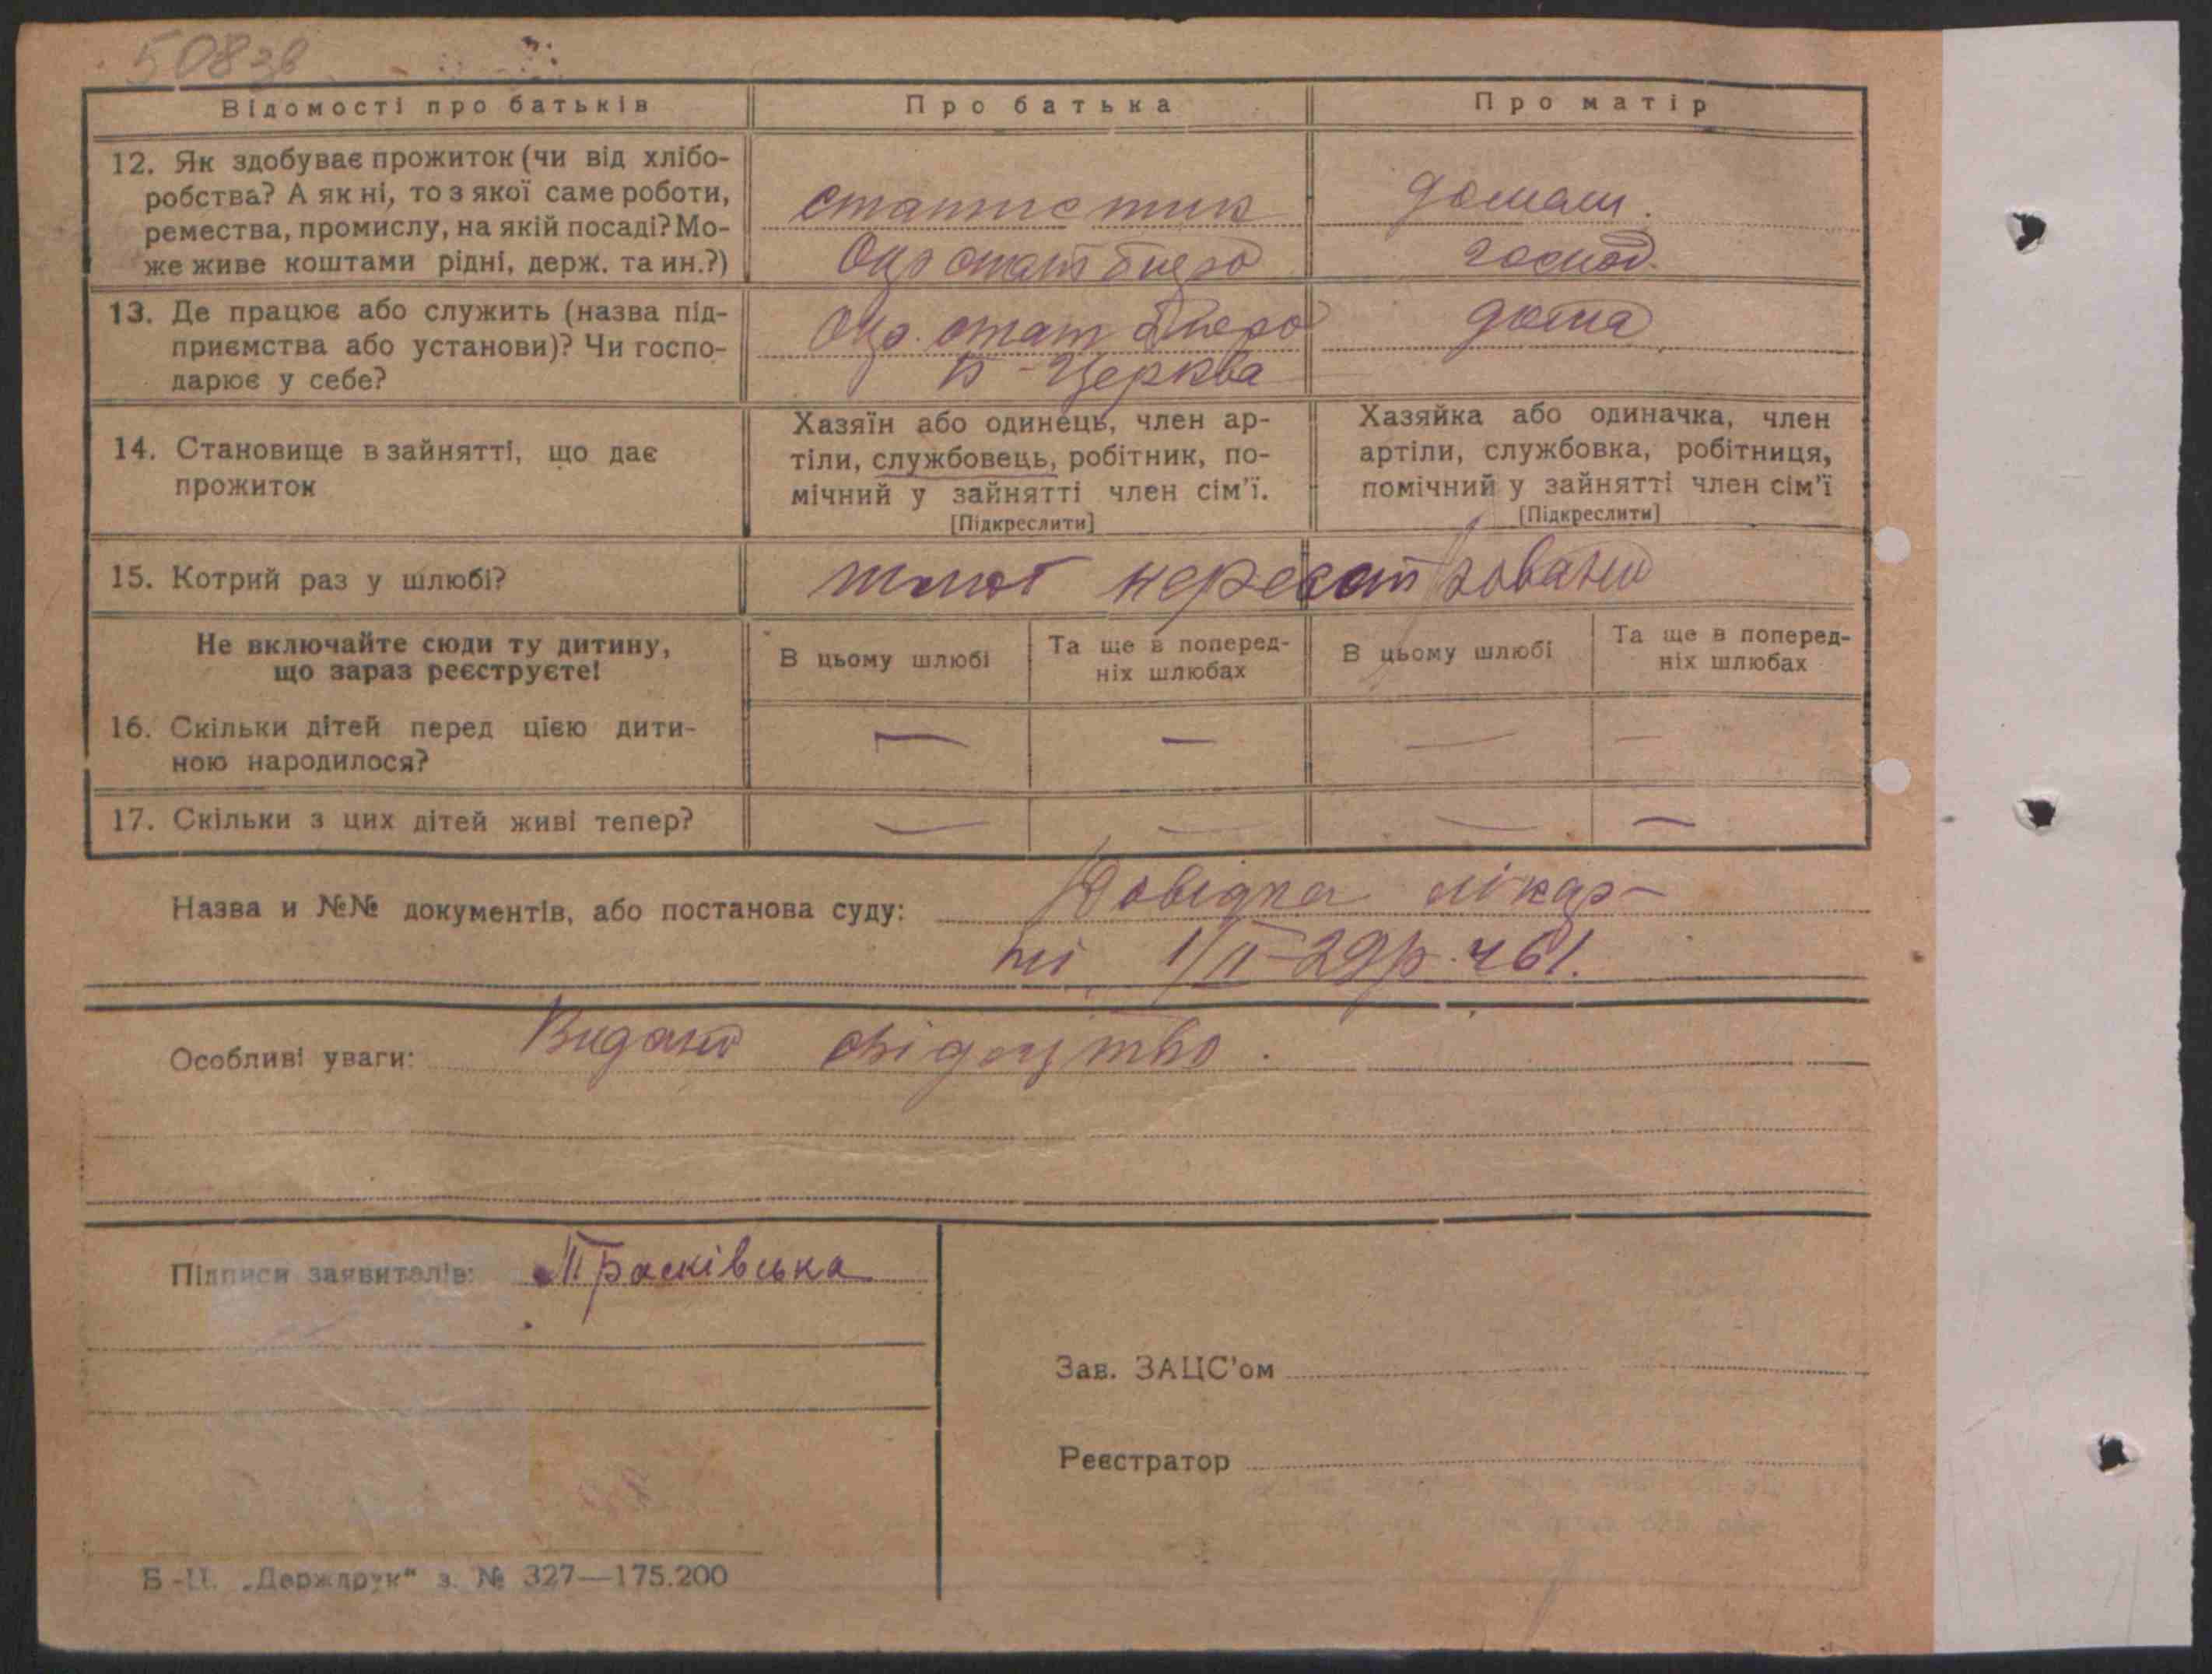 508зв
Відомості про батьків
Про батька
Про матір
12. Як здобуває прожиток (чи від хлібо-
робства? А як ні, то з якої саме роботи,
ремества, промислу, на якій посаді? Мо-
же живе коштами рідні, держ. та ин.?)
статистик
Окр стат бюро
домаш.
господ.
13. Де працює або служить (назва під-
приємства або установи)? Чи госпо-
дарює у себе?
Окр. стат бюро
Б-Церква
дома
14. Становище в зайнятті, що дає
прожиток
Хазяїн або одинець, член ар-
тіли, службовець, робітник, по-
мічний у зайнятті член сім’ї.
[Підкреслити]
Хазяйка або одиначка, член
артіли, службовка, робітниця,
помічний у зайнятті член сім’ї
[Підкреслити]
15. Котрий раз у шлюбі?
шлюб
Не включайте сюди ту дитину,
що зараз реєструєте!
В цьому шлюбі
Та ще в поперед-
ніх шлюбах
В цьому шлюбі
Та ще в поперед-
ніх шлюбах
16. Скільки дітей перед цією дити-
ною народилося?
— — — —
17. Скільки з цих дітей живі тепер?
— — — —
Назва и №№ документів, або постанова суду: Довідка лікар-
ні 1/II-29р. ч 61.
Особливі уваги: Видано свідоцтво.
Підписи заявителів: Трасківська
Зав. ЗАЦС’ом
Реєстратор
Б-Ц. „Держдрук“ з. № 327—175.200